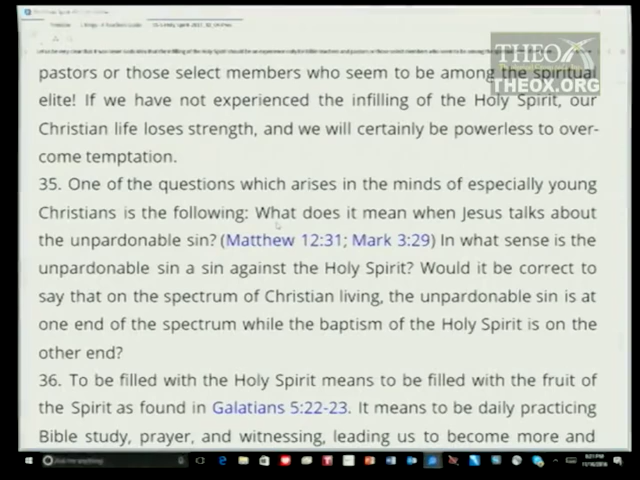 THEOX
THEOX.ORG
pastors or those select members who seem to be among the spiritual
elite! If we have not experienced the infilling of the Holy Spirit, our
Christian life loses strength, and we will certainly be powerless to over-
come temptation.
35. One of the questions which arises in the minds of especially young
Christians is the following: What does it mean when Jesus talks about
the unpardonable sin? (Matthew 12:31; Mark 3:29) In what sense is the
unpardonable sin a sin against the Holy Spirit? Would it be correct to
say that on the spectrum of Christian living, the unpardonable sin is at
one end of the spectrum while the baptism of the Holy Spirit is on the
other end?
36. To be filled with the Holy Spirit means to be filled with the fruit of
the Spirit as found in Galatians 5:22-23. It means to be daily practicing
Bible study, prayer, and witnessing, leading us to become more and
Ask me anything